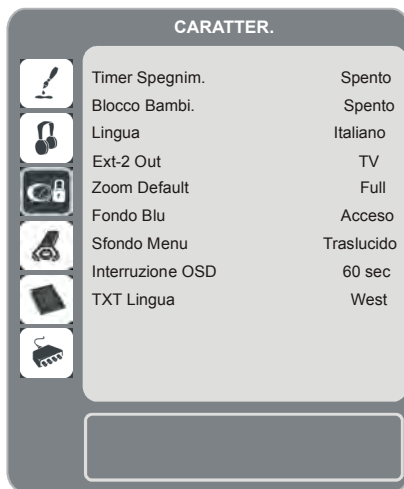 CARATTER.
Timer Spegnim. Spento
Blocco Bambi. Spento
Lingua Italiano
Ext-2 Out TV
Zoom Default Full
Fondo Blu Acceso
Sfondo Menu Traslucido
Interruzione OSD 60 sec
TXT Lingua West